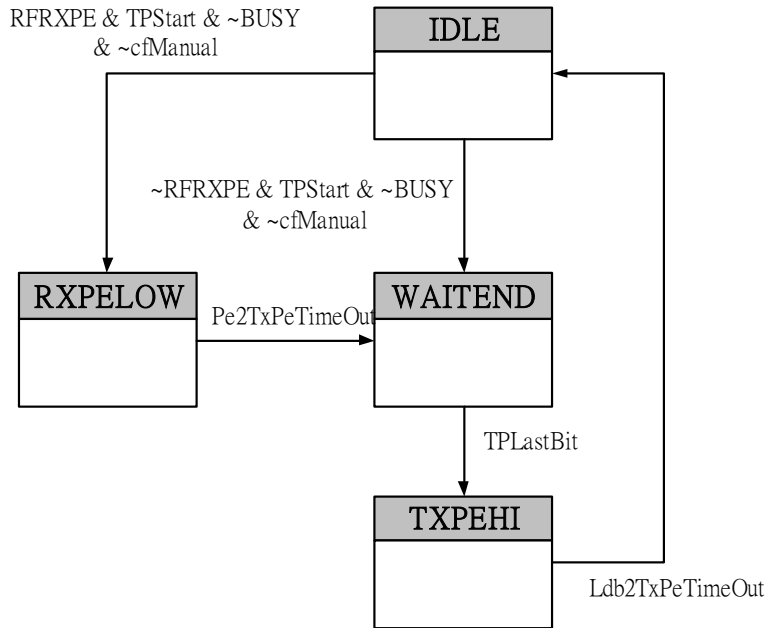 RFRXPE & TPStart & ~BUSY
& ~cfManual
IDLE
~RFRXPE & TPStart & ~BUSY
& ~cfManual
RXPELOW
Pe2TxPeTimeOut
WAITEND
TPLastBit
TXPEHI
Ldb2TxPeTimeOut